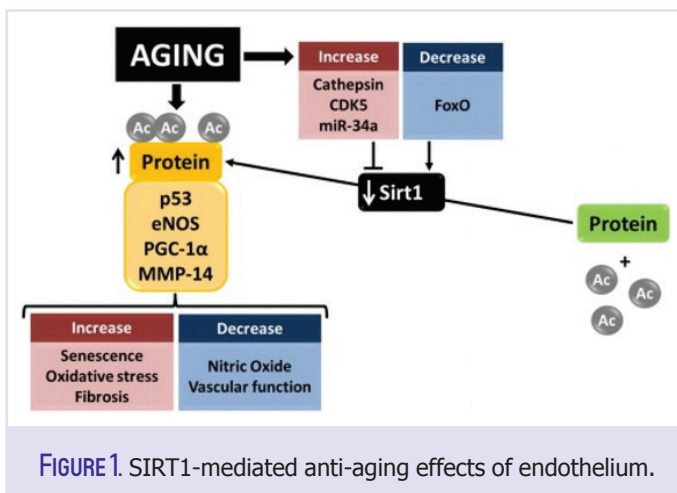 AGING
Increase
Cathepsin
CDK5
miR-34a
Decrease
FoxO
Ac Ac Ac
Protein
p53
eNOS
PGC-1α
MMP-14
Sirt1
Protein
+
Ac
Ac
Ac
Increase
Senescence
Oxidative stress
Fibrosis
Decrease
Nitric Oxide
Vascular function
FIGURE 1. SIRT1-mediated anti-aging effects of endothelium.